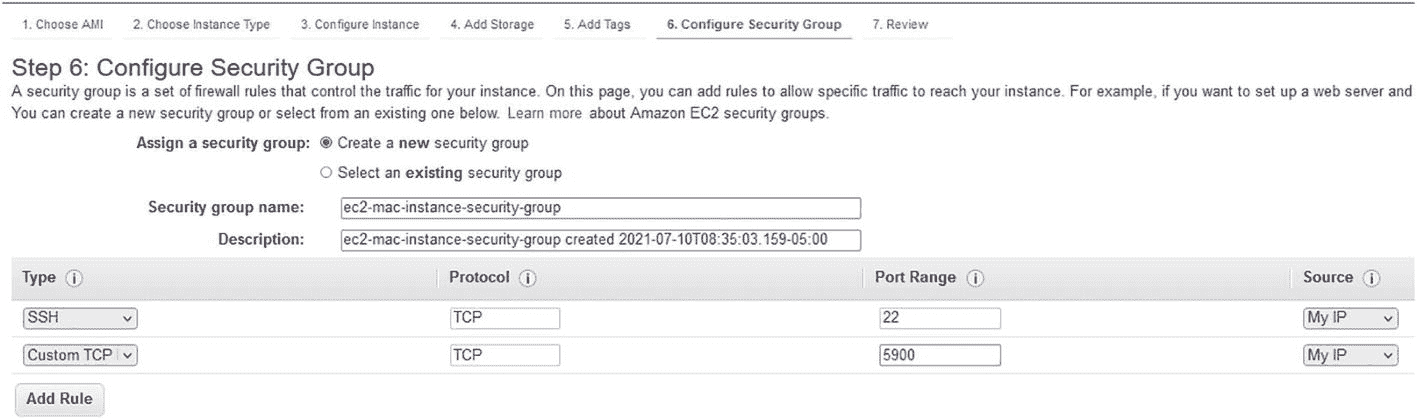 1. Choose AMI 2. Choose Instance Type 3. Configure Instance 4. Add Storage 5. Add Tags 6. Configure Security Group 7. Review
Step 6: Configure Security Group
A security group is a set of firewall rules that control the traffic for your instance. On this page, you can add rules to allow specific traffic to reach your instance. For example, if you want to set up a web server and
You can create a new security group or select from an existing one below. Learn more about Amazon EC2 security groups.
Assign a security group: Create a new security group
Select an existing security group
Security group name: ec2-mac-instance-security-group
Description: ec2-mac-instance-security-group created 2021-07-10T08:35:03.159-05:00
Type i Protocol i Port Range i Source i
SSH TCP 22 My IP
Custom TCP TCP 5900 My IP
Add Rule